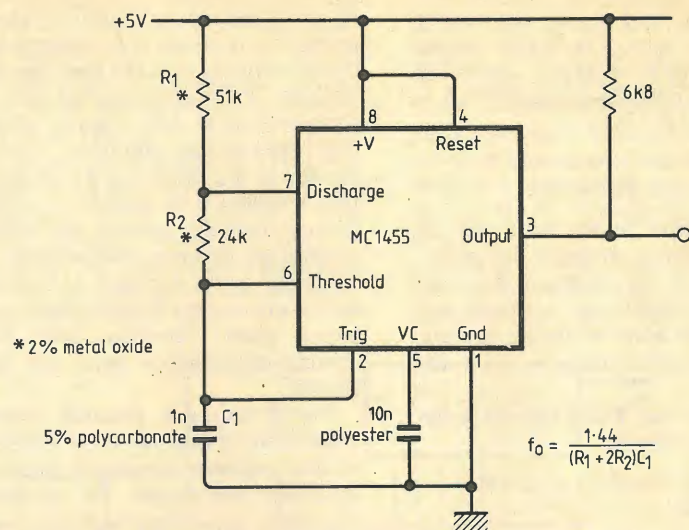 +5V
R1
*
51k
6k8
8
4
+V
Reset
7
Discharge
R2
*
24k
MC1455
Output
3
6
Threshold
*2% metal oxide
Trig
VC
Gnd
2
5
1
1n
C1
5% polycarbonate
10n
polyester
fo = 1·44
(R1 + 2R2)C1